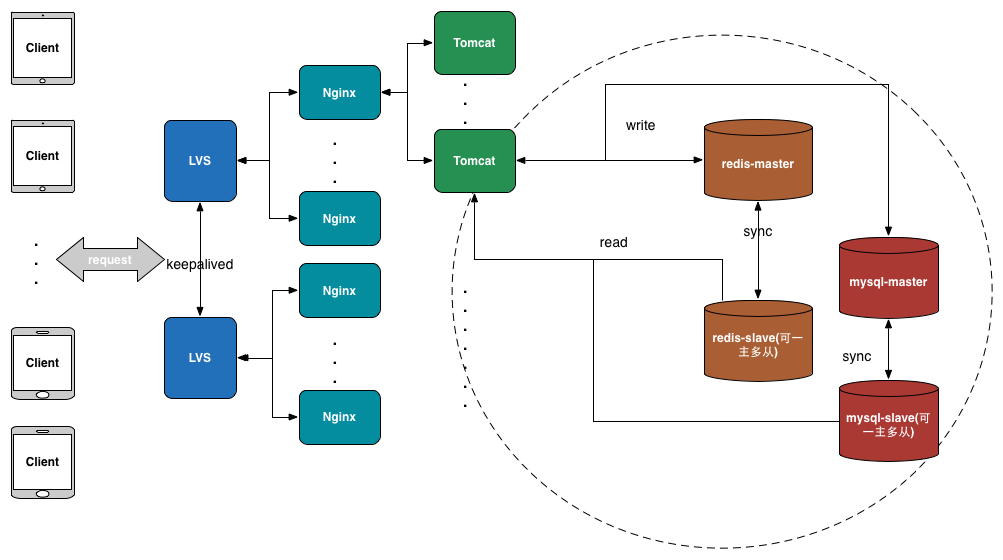 Client
Client
request
Client
Client
LVS
keepalived
LVS
Nginx
Nginx
Nginx
Nginx
Tomcat
Tomcat
write
read
redis-master
sync
redis-slave(可一
主多从)
mysql-master
sync
mysql-slave(可
一主多从)